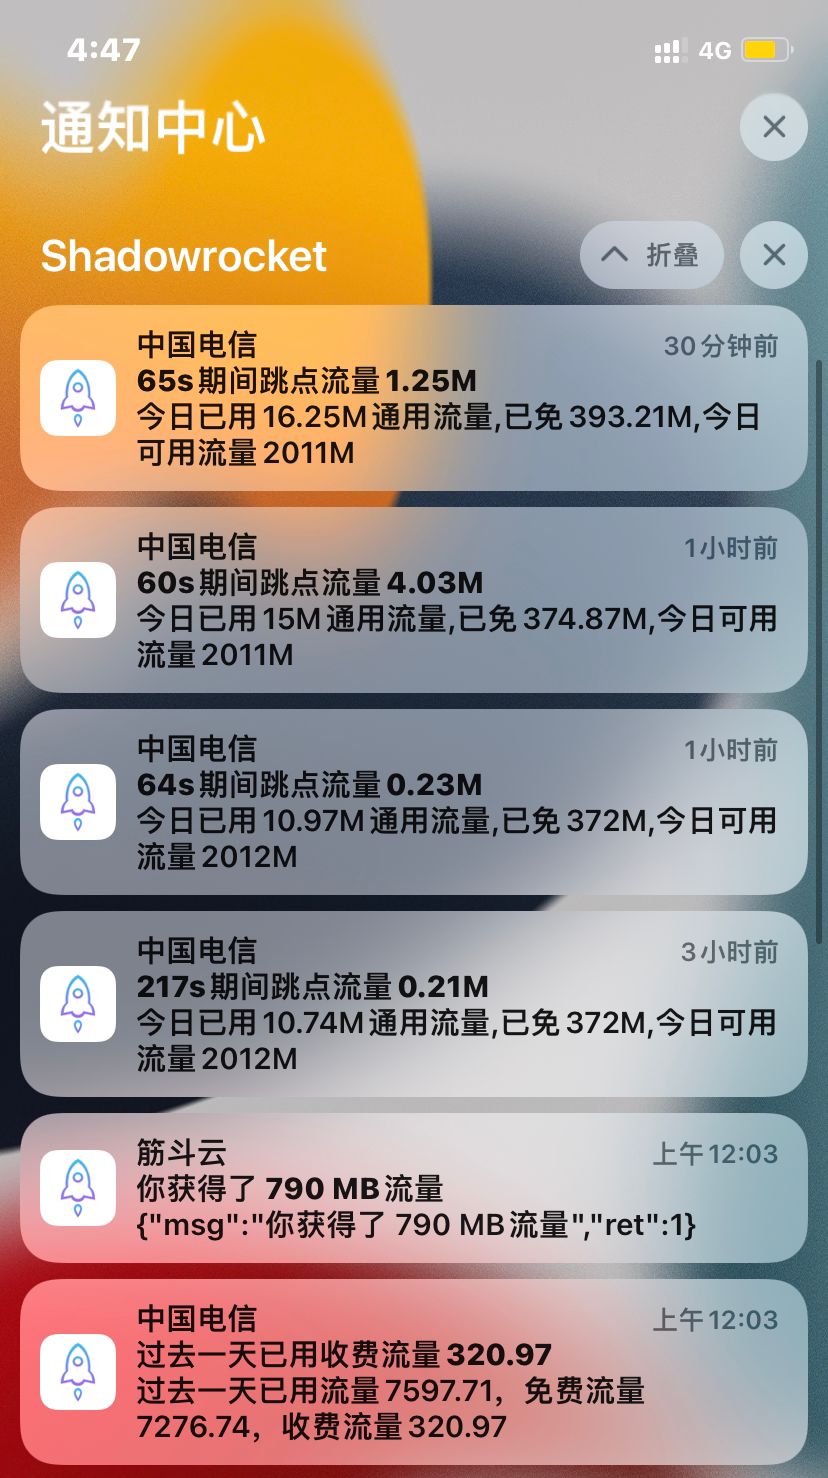 4:47
4G
通知中心
Shadowrocket
折叠
中国电信
30分钟前
65s期间跳点流量1.25M
今日已用16.25M通用流量,已免393.21M,今日
可用流量2011M
中国电信
1小时前
60s期间跳点流量4.03M
今日已用15M通用流量,已免374.87M,今日可用
流量2011M
中国电信
1小时前
64s期间跳点流量0.23M
今日已用10.97M通用流量,已免372M,今日可用
流量2012M
中国电信
3小时前
217s期间跳点流量0.21M
今日已用10.74M通用流量,已免372M,今日可用
流量2012M
筋斗云
上午12:03
你获得了 790 MB流量
{"msg":"你获得了 790 MB流量","ret":1}
中国电信
上午12:03
过去一天已用收费流量320.97
过去一天已用流量7597.71，免费流量
7276.74，收费流量320.97